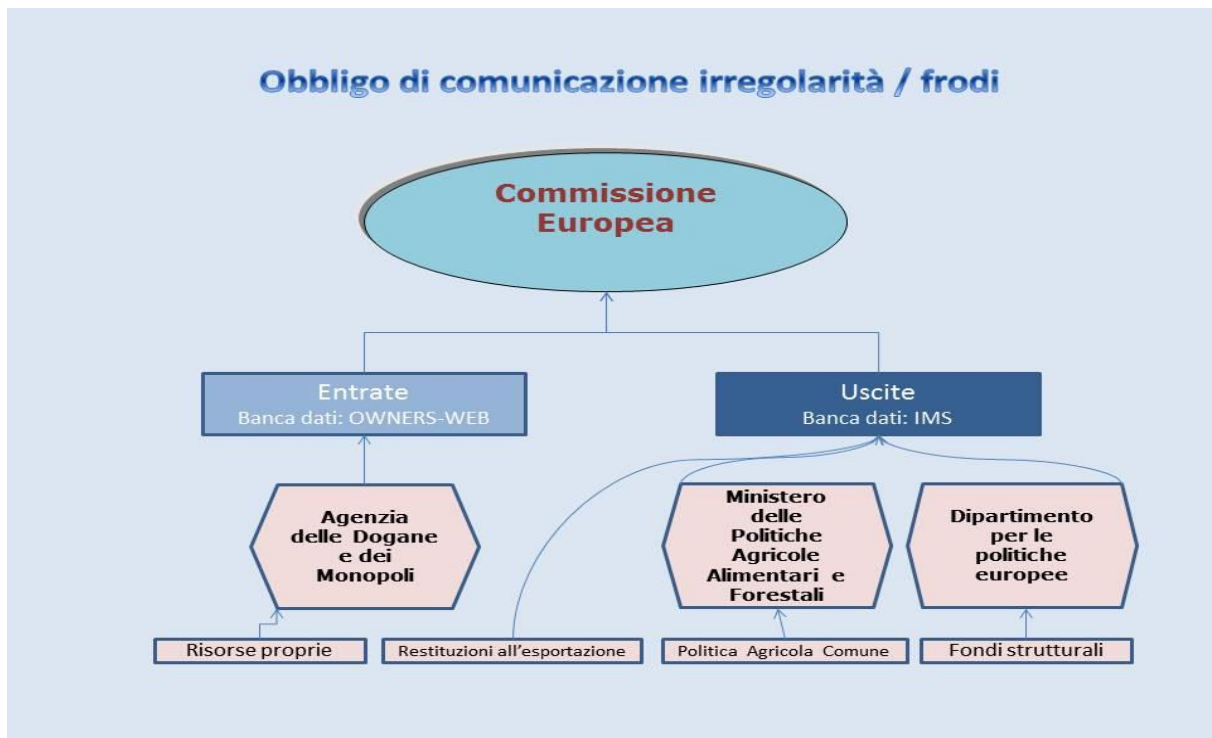 Obbligo di comunicazione irregolarità / frodi
Commissione
Europea
Entrate
Banca dati: OWNERS-WEB
Uscite
Banca dati: IMS
Agenzia
delle Dogane
e dei
Monopoli
Ministero
delle
Politiche
Agricole
Alimentari e
Forestali
Dipartimento
per le
politiche
europee
Risorse proprie
Restituzioni all'esportazione
Politica Agricola Comune
Fondi strutturali